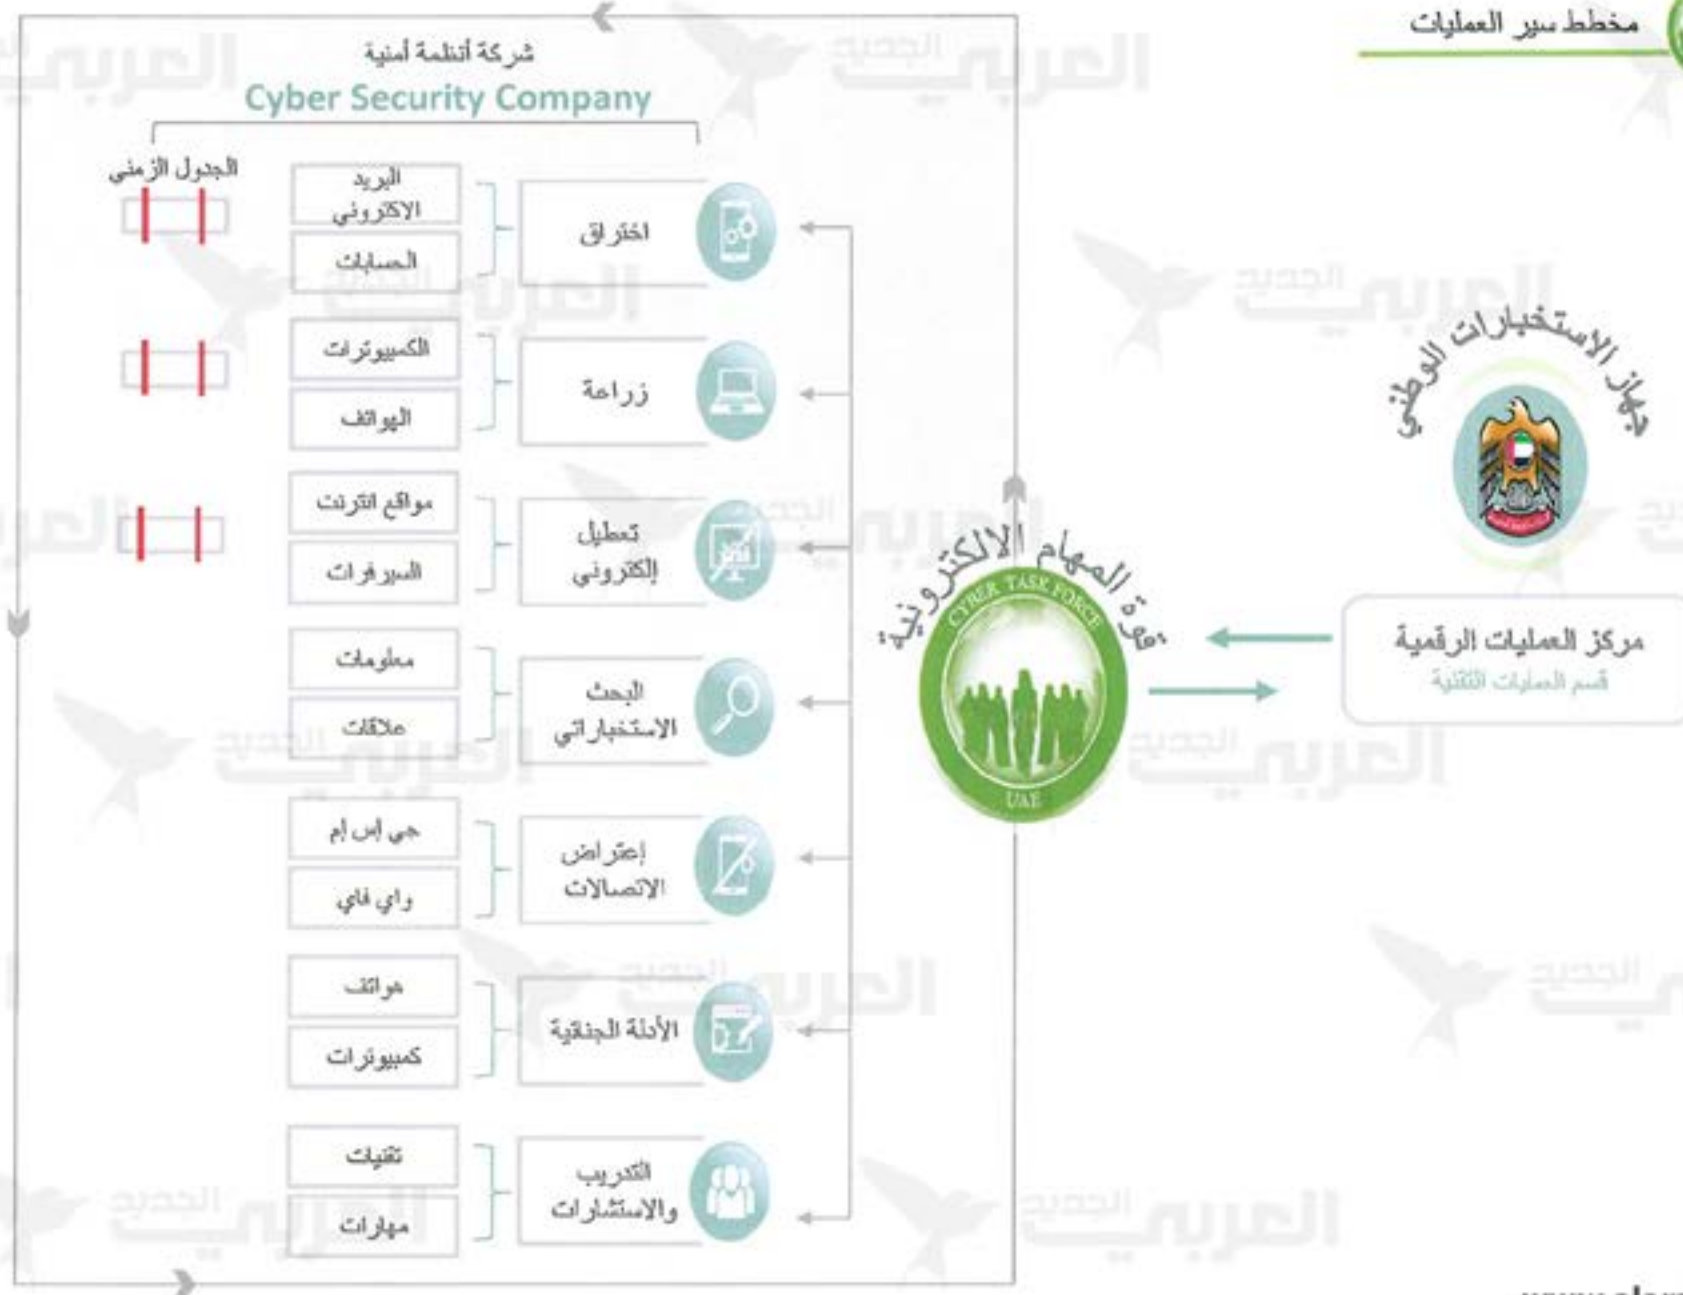 مخطط سير العمليات
شركة أنظمة أمنية
Cyber Security Company
الجدول الزمني
اختراق
البريد
الاكتروني
الحسابات
زراعة
الكمبيوترات
الهواتف
تعطيل
إلكتروني
مواقع انترنت
السيرفرات
البحث
الاستخباراتي
معلومات
علاقات
إعتراض
الاتصالات
جي إس إم
واي فاي
الأدلة الجنائية
هواتف
كمبيوترات
التدريب
والاستشارات
تقنيات
مهارات
قوة المهام الالكترونية
CYBER TASK FORCE
UAE
جهاز الاستخبارات الوطني
مركز العمليات الرقمية
قسم العمليات التقنية
العربي الجديد